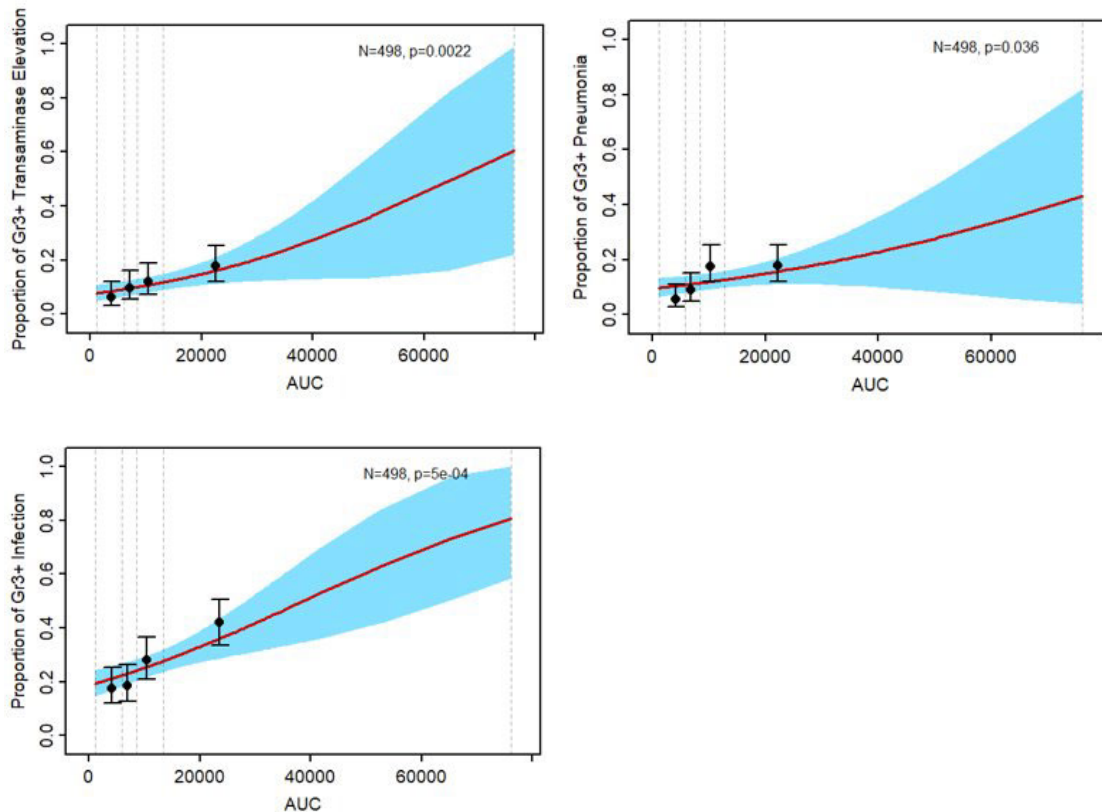 Proportion of Gr3+ Transaminase Elevation
N=498, p=0.0022
1.0
0.8
0.6
0.4
0.2
0.0
0 20000 40000 60000
AUC
Proportion of Gr3+ Pneumonia
N=498, p=0.036
1.0
0.8
0.6
0.4
0.2
0.0
0 20000 40000 60000
AUC
Proportion of Gr3+ Infection
N=498, p=5e-04
1.0
0.8
0.6
0.4
0.2
0.0
0 20000 40000 60000
AUC